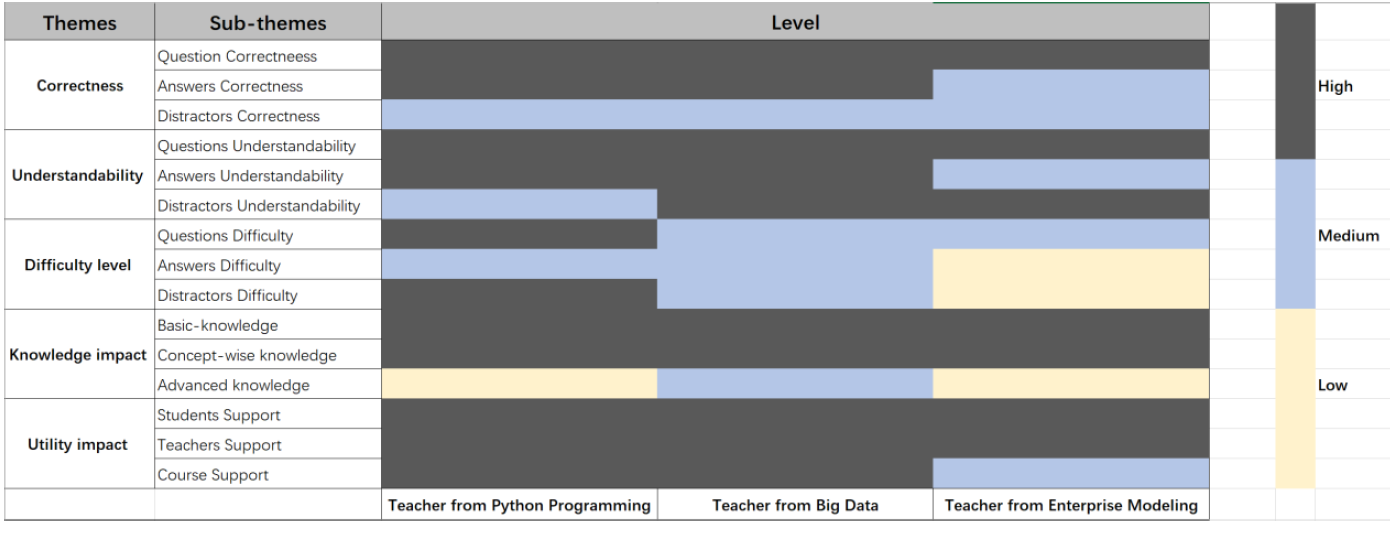 Themes Sub-themes Level
Question Correctneess
Correctness Answers Correctness High
Distractors Correctness
Questions Understandability
Understandability Answers Understandability
Distractors Understandability
Questions Difficulty Medium
Difficulty level Answers Difficulty
Distractors Difficulty
Basic-knowledge
Knowledge impact Concept-wise knowledge
Advanced knowledge Low
Students Support
Utility impact Teachers Support
Course Support
Teacher from Python Programming Teacher from Big Data Teacher from Enterprise Modeling